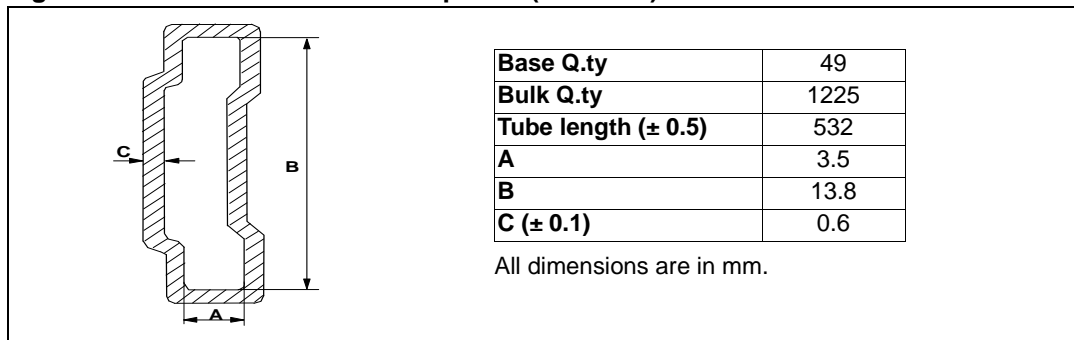 C
B
A
Base Q.ty 49
Bulk Q.ty 1225
Tube length (± 0.5) 532
A 3.5
B 13.8
C (± 0.1) 0.6
All dimensions are in mm.